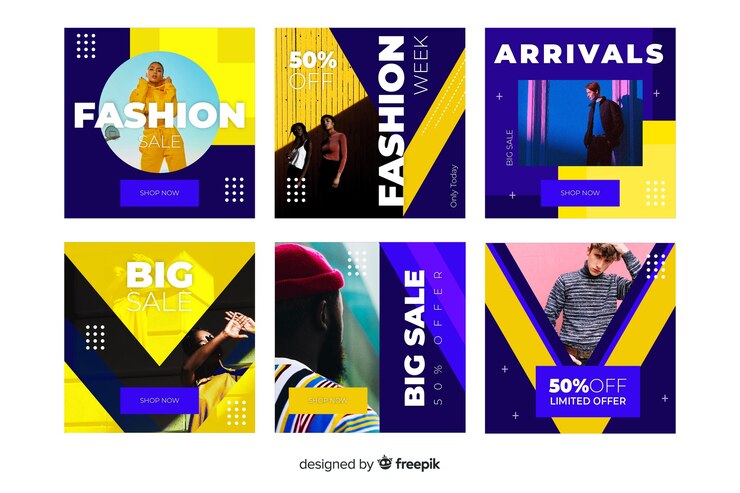 FASHION
SALE
SHOP NOW
50%
OFF
FASHION
WEEK
Only Today
ARRIVALS
BIG SALE
SHOP NOW
BIG
SALE
SHOP NOW
BIG SALE
50% OFFER
SHOP NOW
50%OFF
LIMITED OFFER
designed by freepik